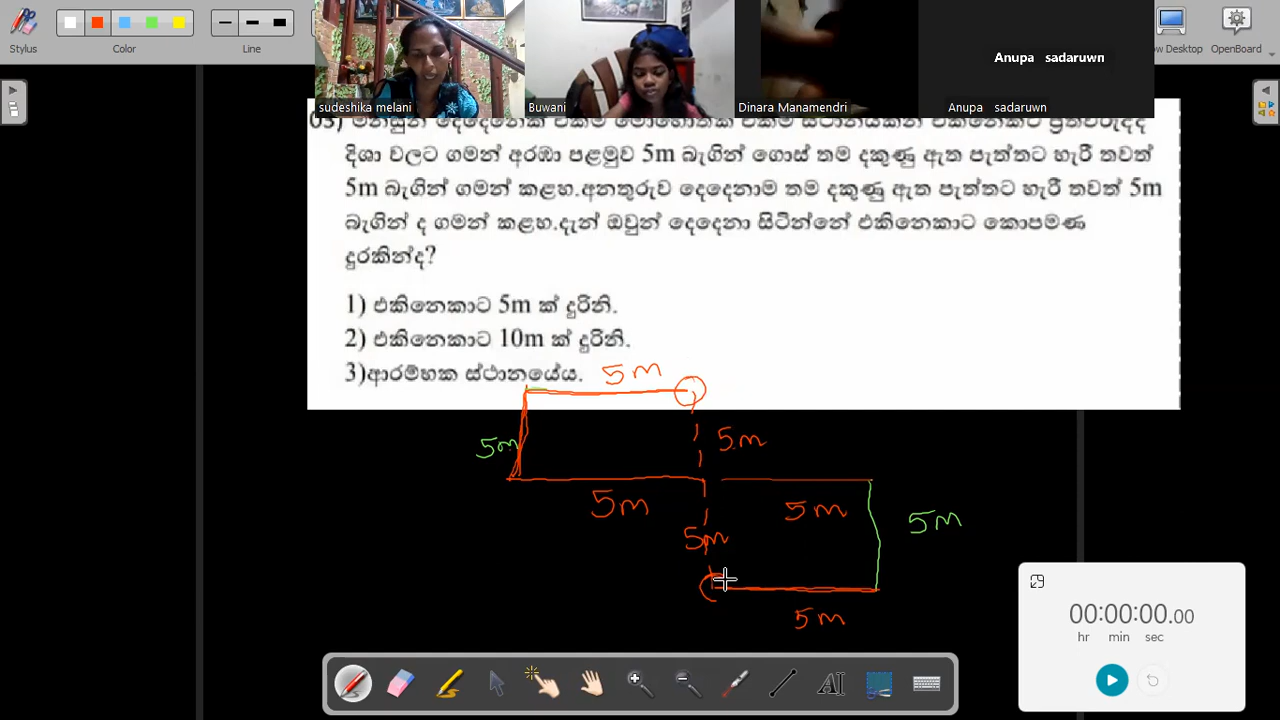 Stylus
Color
Line
Show Desktop
OpenBoard
sudeshika melani
Buwani
Dinara Manamendri
Anupa sadaruwn
Anupa sadaruwn
දිශා වලට ගමන් අරඹා පළමුව 5m බැගින් ගොස් තම දකුණු ඇත පැත්තට හැරී තවත්
5m බැගින් ගමන් කළහ.අනතුරුව දෙදෙනාම තම දකුණු ඇත පැත්තට හැරී තවත් 5m
බැගින් ද ගමන් කළහ.දැන් ඔවුන් දෙදෙනා සිටින්නේ එකිනෙකාට කොපමණ
දුරකින්ද?
1) එකිනෙකාට 5m ක් දුරිනි.
2) එකිනෙකාට 10m ක් දුරිනි.
3)ආරම්භක ස්ථානයේය.
5m
5m
5m
5m
5m
5m
5m
5m
00:00:00.00
hr min sec